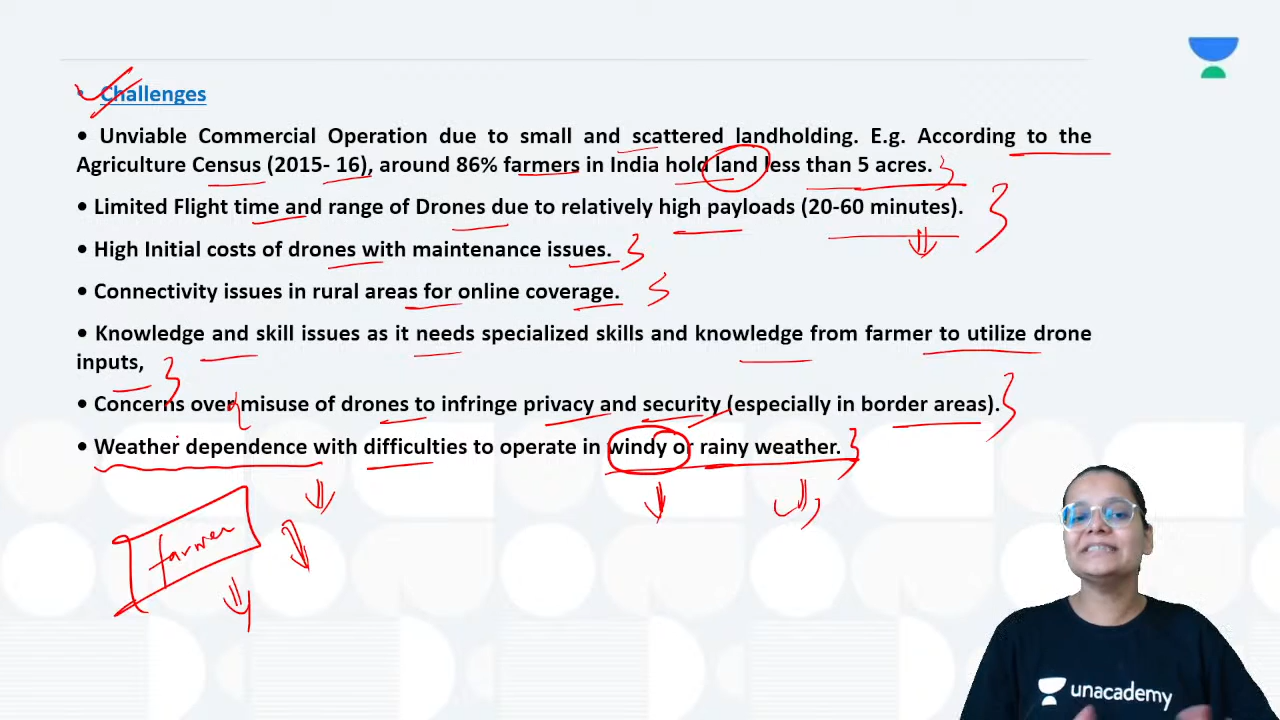 • Challenges
• Unviable Commercial Operation due to small and scattered landholding. E.g. According to the
Agriculture Census (2015- 16), around 86% farmers in India hold land less than 5 acres.
• Limited Flight time and range of Drones due to relatively high payloads (20-60 minutes).
• High Initial costs of drones with maintenance issues.
• Connectivity issues in rural areas for online coverage.
• Knowledge and skill issues as it needs specialized skills and knowledge from farmer to utilize drone
inputs,
• Concerns over misuse of drones to infringe privacy and security (especially in border areas).
• Weather dependence with difficulties to operate in windy or rainy weather.
farmer
unacademy